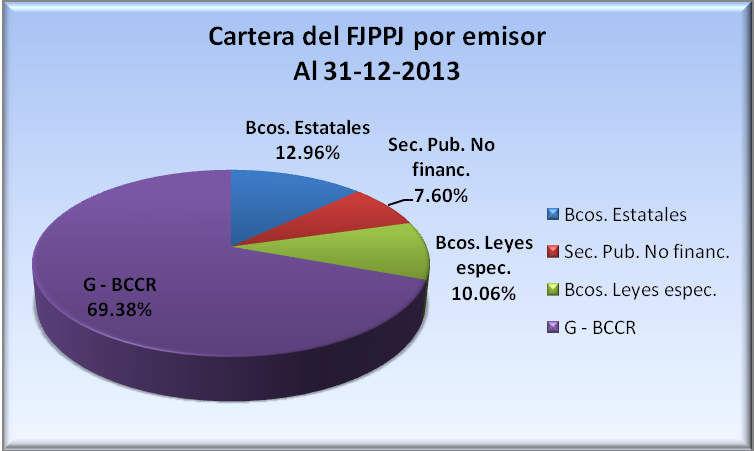 Cartera del FJPPJ por emisor
Al 31-12-2013
Bcos. Estatales
12.96%
Sec. Pub. No
financ.
7.60%
Bcos. Leyes
espec.
10.06%
G - BCCR
69.38%
Bcos. Estatales
Sec. Pub. No financ.
Bcos. Leyes espec.
G - BCCR